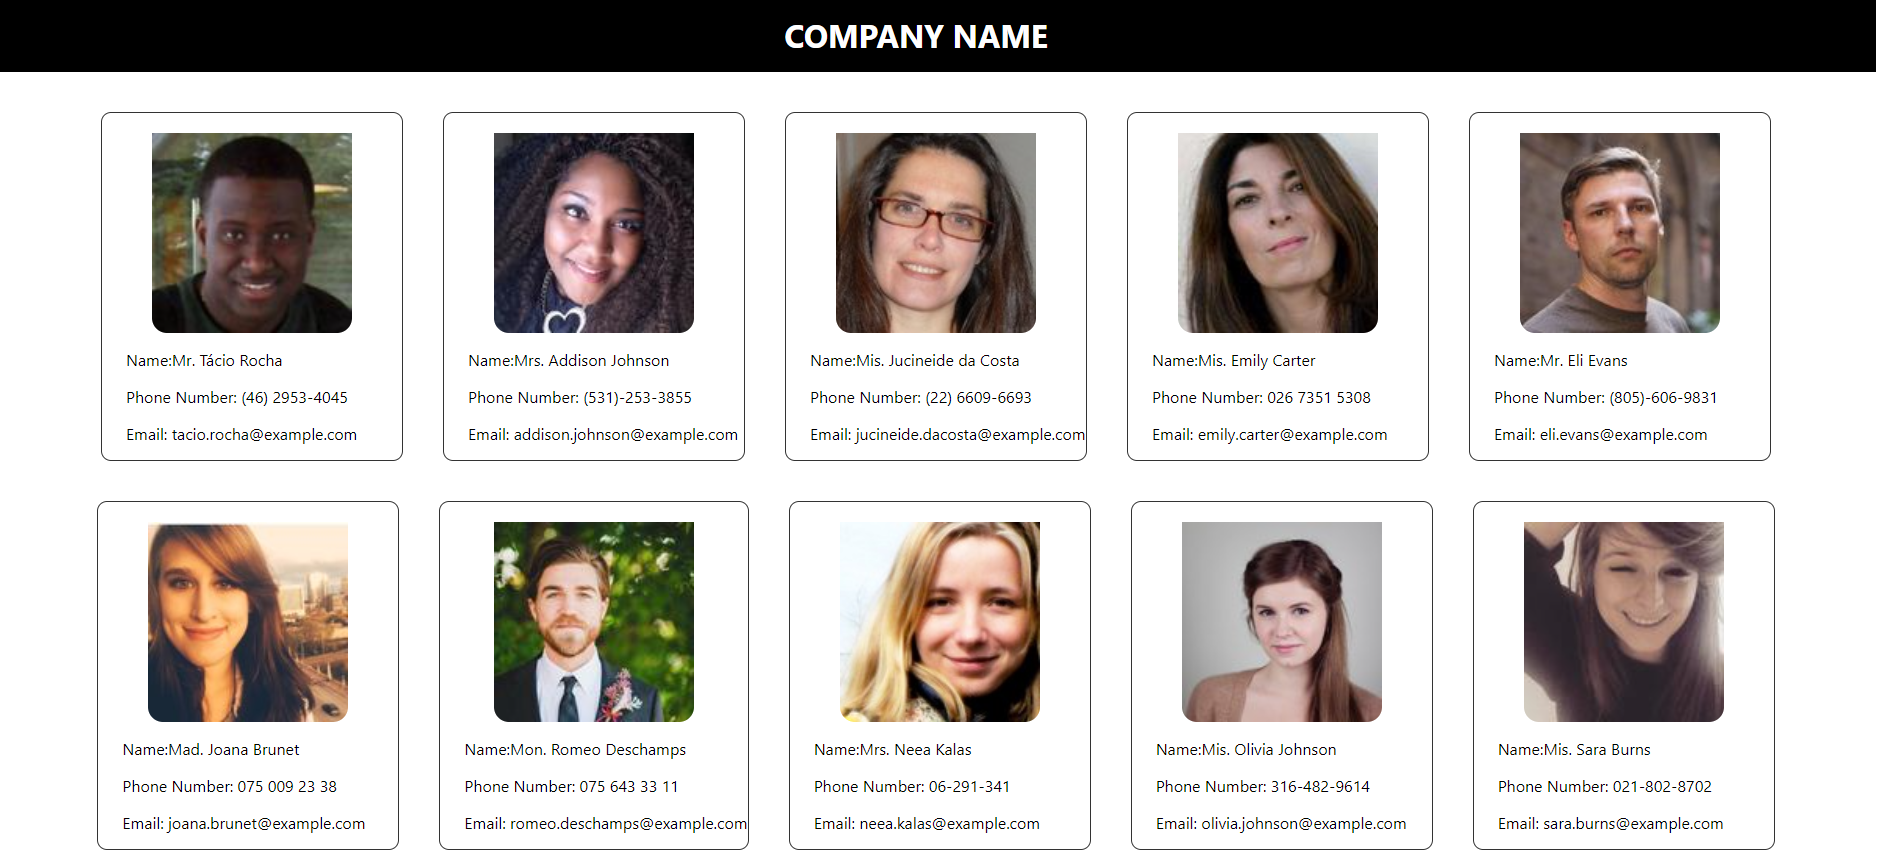 COMPANY NAME
Name:Mr. Tácio Rocha
Phone Number: (46) 2953-4045
Email: tacio.rocha@example.com
Name:Mrs. Addison Johnson
Phone Number: (531)-253-3855
Email: addison.johnson@example.com
Name:Mis. Jucineide da Costa
Phone Number: (22) 6609-6693
Email: jucineide.dacosta@example.com
Name:Mis. Emily Carter
Phone Number: 026 7351 5308
Email: emily.carter@example.com
Name:Mr. Eli Evans
Phone Number: (805)-606-9831
Email: eli.evans@example.com
Name:Mad. Joana Brunet
Phone Number: 075 009 23 38
Email: joana.brunet@example.com
Name:Mon. Romeo Deschamps
Phone Number: 075 643 33 11
Email: romeo.deschamps@example.com
Name:Mrs. Neea Kalas
Phone Number: 06-291-341
Email: neea.kalas@example.com
Name:Mis. Olivia Johnson
Phone Number: 316-482-9614
Email: olivia.johnson@example.com
Name:Mis. Sara Burns
Phone Number: 021-802-8702
Email: sara.burns@example.com